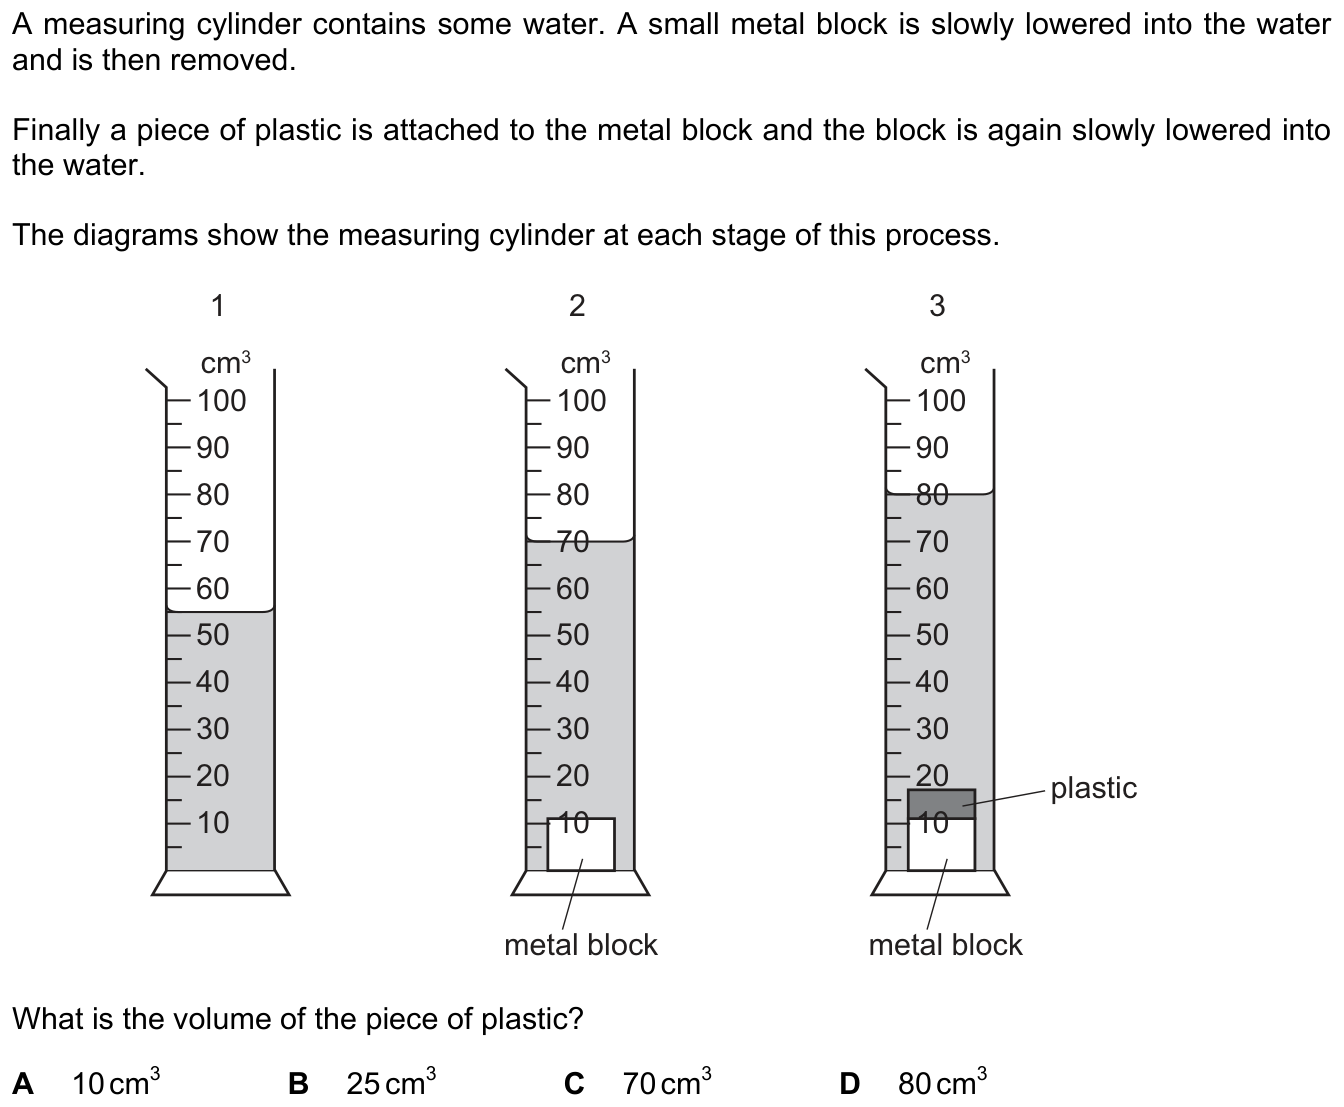 A measuring cylinder contains some water. A small metal block is slowly lowered into the water
and is then removed.
Finally a piece of plastic is attached to the metal block and the block is again slowly lowered into
the water.
The diagrams show the measuring cylinder at each stage of this process.
1
cm³
100
90
80
70
60
50
40
30
20
10
2
cm³
100
90
80
70
60
50
40
30
20
10
metal block
3
cm³
100
90
80
70
60
50
40
30
20
10
plastic
metal block
What is the volume of the piece of plastic?
A 10 cm³ B 25 cm³ C 70 cm³ D 80 cm³